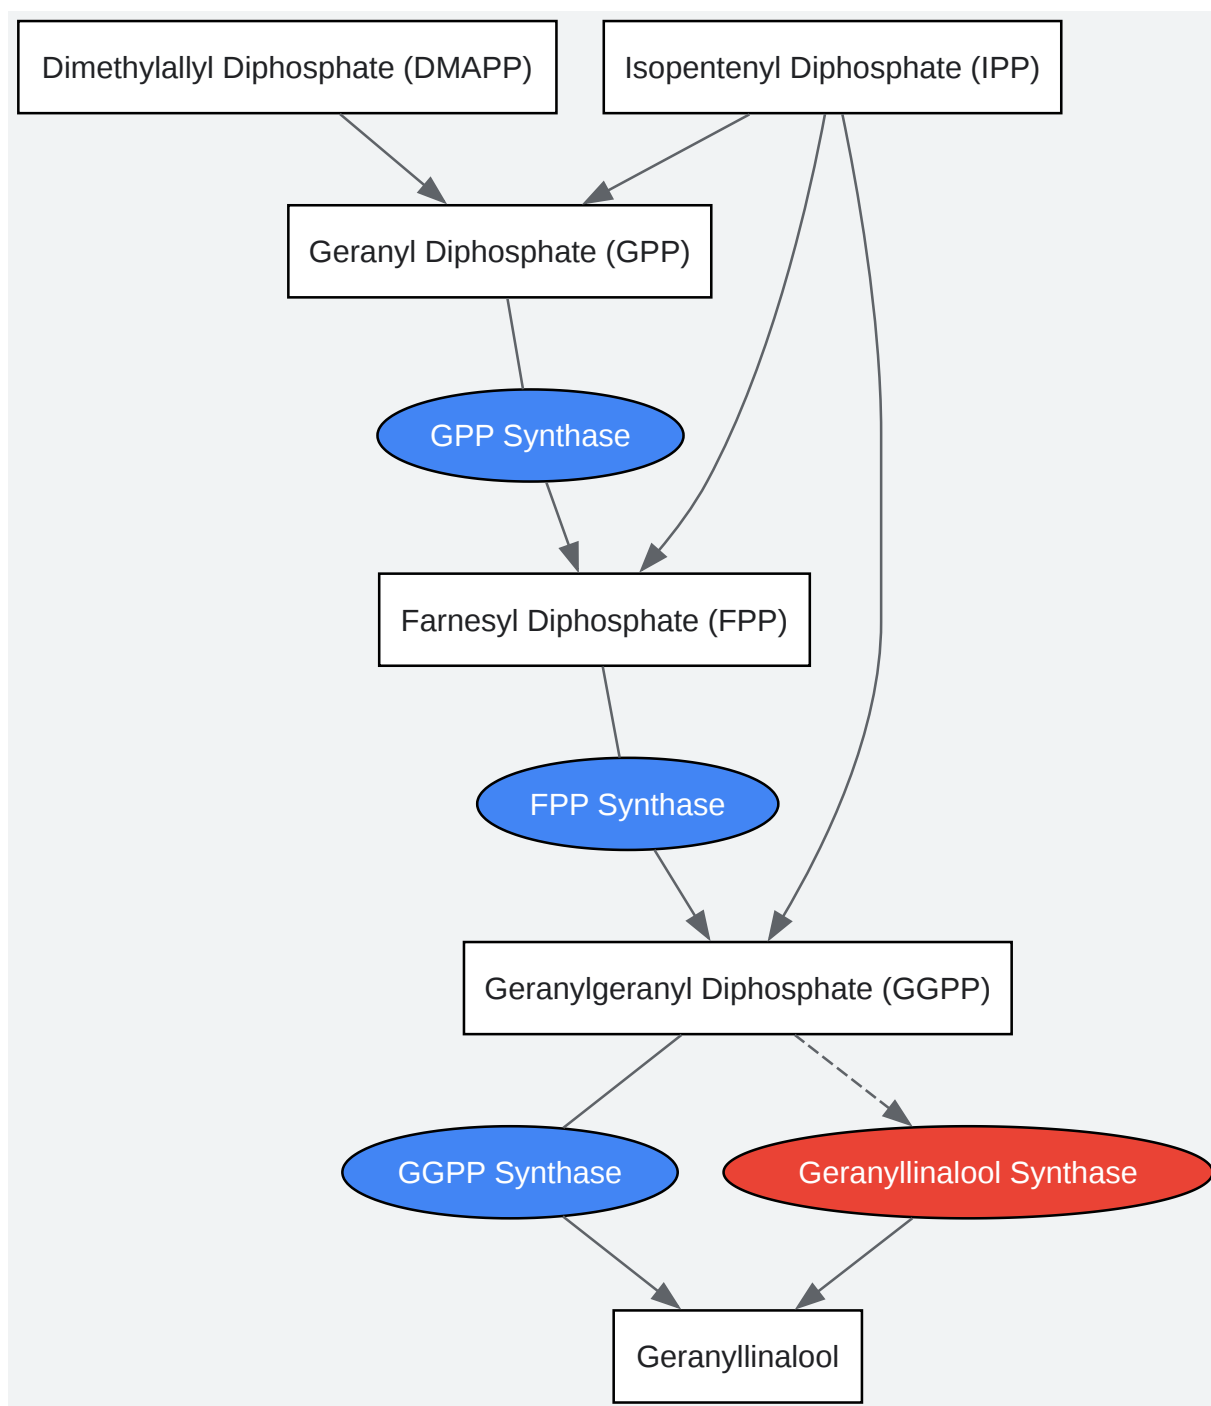 Dimethylallyl Diphosphate (DMAPP)
Isopentenyl Diphosphate (IPP)
Geranyl Diphosphate (GPP)
GPP Synthase
Farnesyl Diphosphate (FPP)
FPP Synthase
Geranylgeranyl Diphosphate (GGPP)
GGPP Synthase
Geranyllinalool Synthase
Geranyllinalool